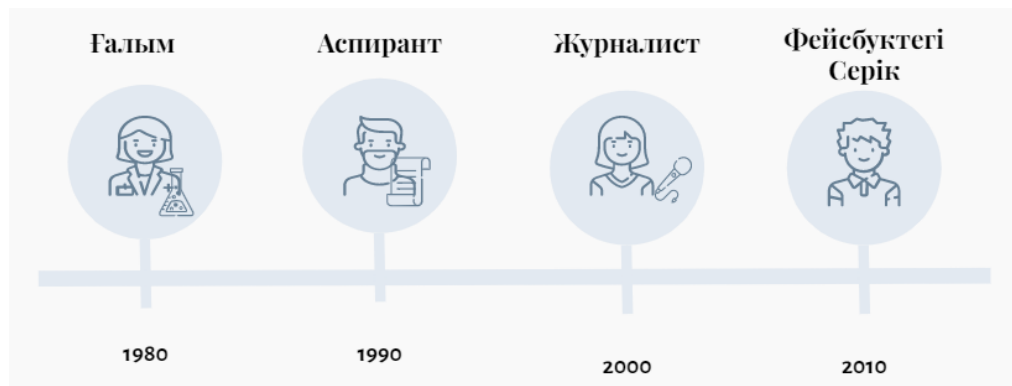 Ғалым
Аспирант
Журналист
Фейсбуктегі
Серік
1980
1990
2000
2010